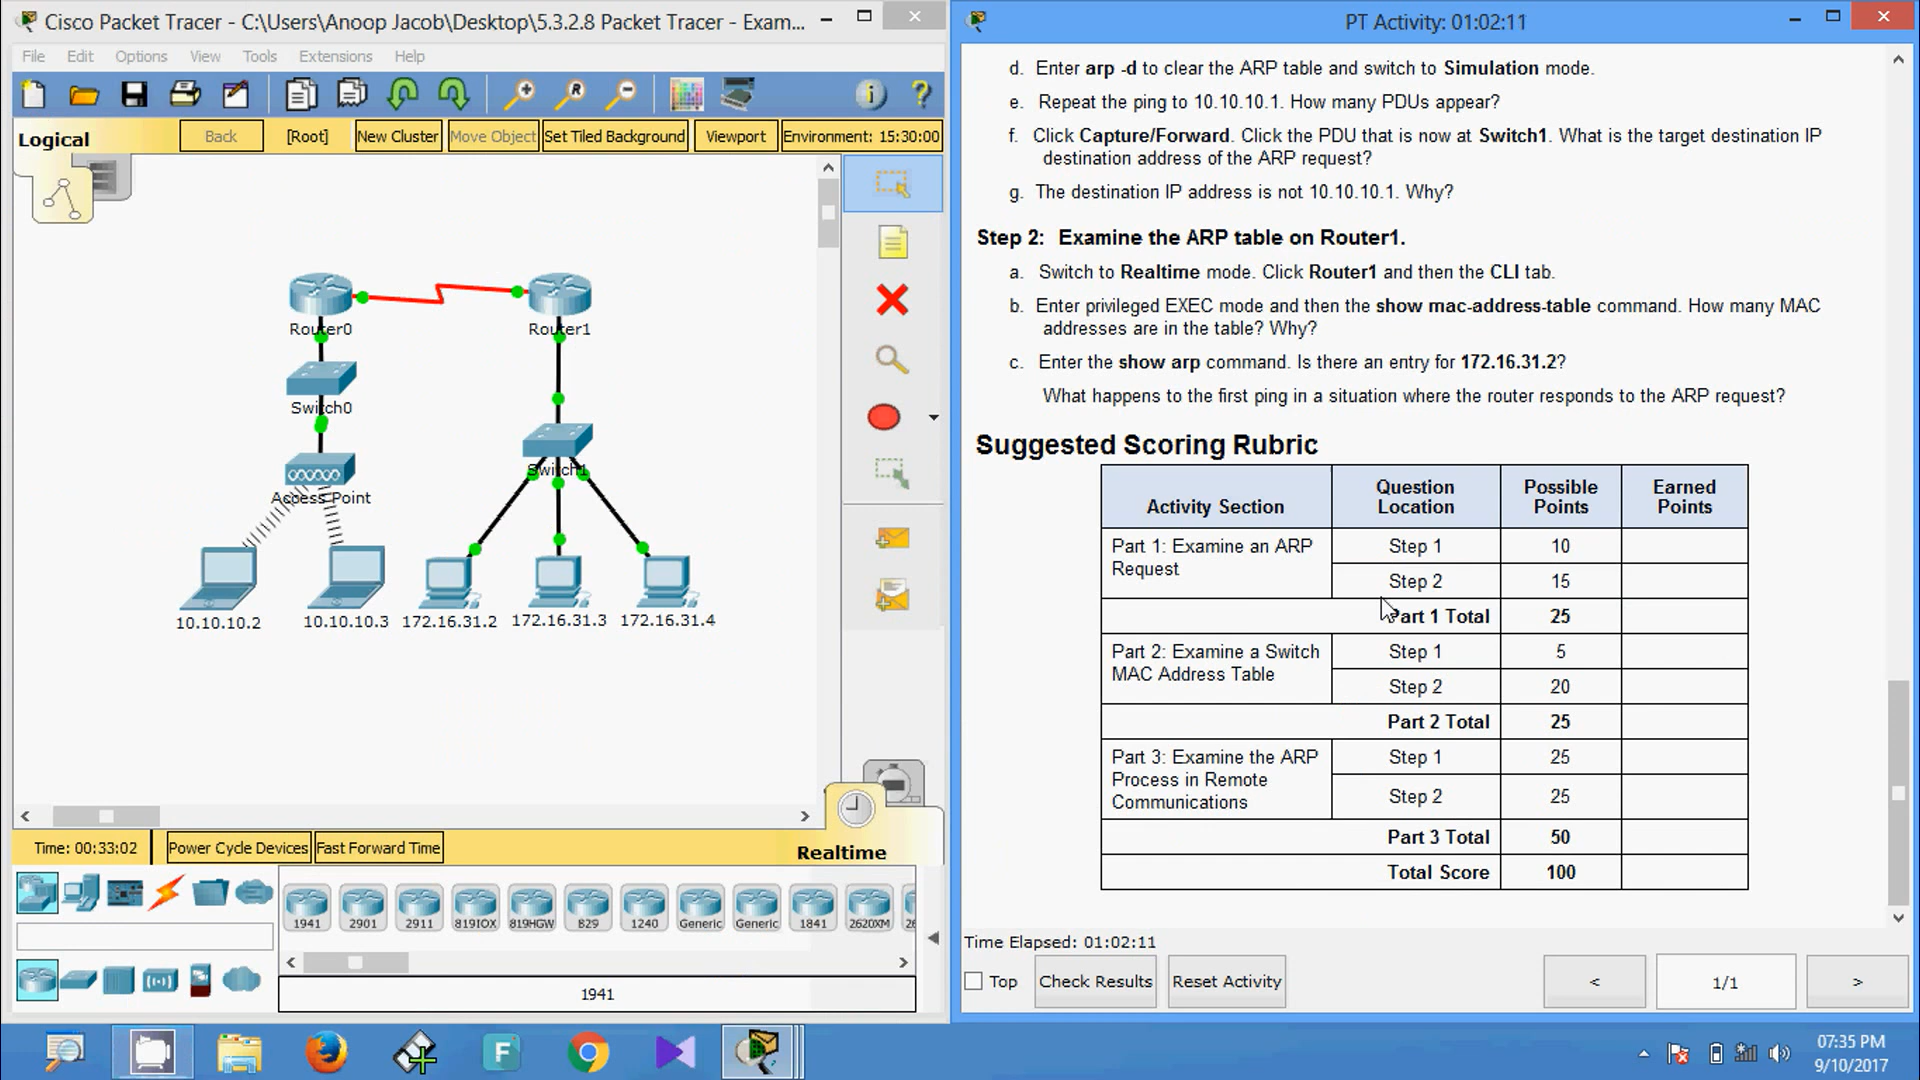 Cisco Packet Tracer - C:\Users\Anoop Jacob\Desktop\5.3.2.8 Packet Tracer - Exam...
File Edit Options View Tools Extensions Help
Logical
Back
[Root]
New Cluster
Move Object
Set Tiled Background
Viewport
Environment: 15:30:00
Router0
Router1
Switch0
Switch1
Access Point
10.10.10.2
10.10.10.3
172.16.31.2
172.16.31.3
172.16.31.4
Time: 00:33:02
Power Cycle Devices
Fast Forward Time
Realtime
1941
2901
2911
819IOX
819HGW
829
1240
Generic
Generic
1841
2620XM
1941
PT Activity: 01:02:11
d. Enter arp -d to clear the ARP table and switch to Simulation mode.
e. Repeat the ping to 10.10.10.1. How many PDUs appear?
f. Click Capture/Forward. Click the PDU that is now at Switch1. What is the target destination IP
destination address of the ARP request?
g. The destination IP address is not 10.10.10.1. Why?
Step 2: Examine the ARP table on Router1.
a. Switch to Realtime mode. Click Router1 and then the CLI tab.
b. Enter privileged EXEC mode and then the show mac-address-table command. How many MAC
addresses are in the table? Why?
c. Enter the show arp command. Is there an entry for 172.16.31.2?
What happens to the first ping in a situation where the router responds to the ARP request?
Suggested Scoring Rubric
Activity Section
Question
Location
Possible
Points
Earned
Points
Part 1: Examine an ARP
Request
Step 1 10
Step 2 15
Part 1 Total 25
Part 2: Examine a Switch
MAC Address Table
Step 1 5
Step 2 20
Part 2 Total 25
Part 3: Examine the ARP
Process in Remote
Communications
Step 1 25
Step 2 25
Part 3 Total 50
Total Score 100
Time Elapsed: 01:02:11
Top
Check Results
Reset Activity
<
1/1
>
07:35 PM
9/10/2017